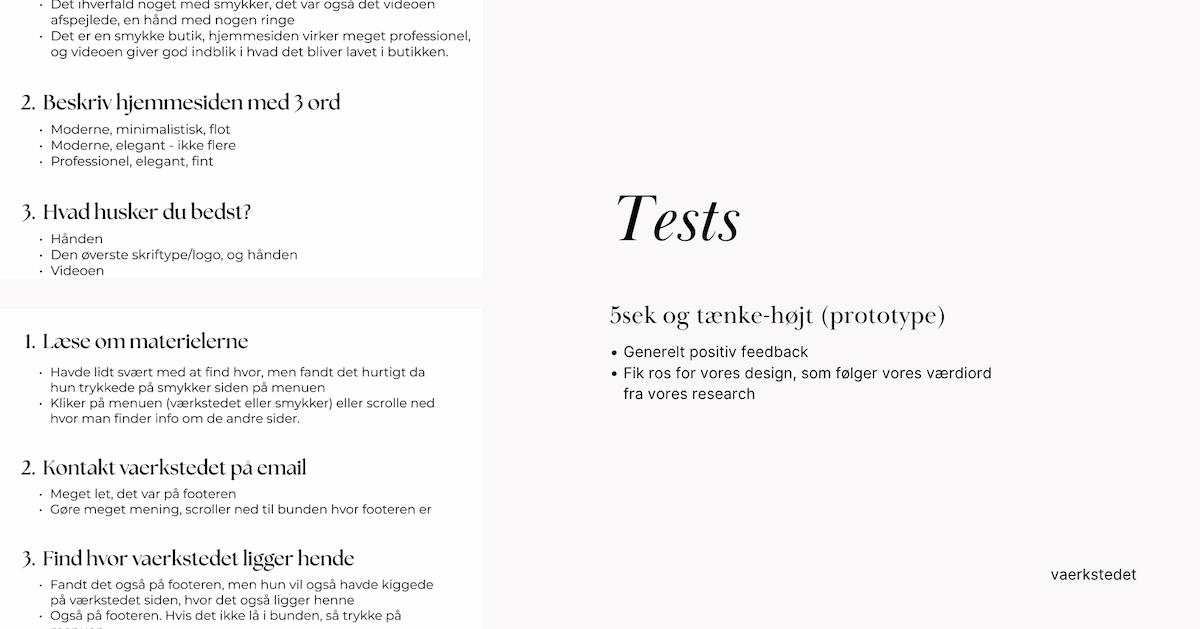 Det ihverfald noget med smykker, det var også det videoen
afspejlede, en hånd med nogen ringe
Det er en smykke butik, hjemmesiden virker meget professionel,
og videoen giver god indblik i hvad det bliver lavet i butikken.
2. Beskriv hjemmesiden med 3 ord
Moderne, minimalistisk, flot
Moderne, elegant - ikke flere
Professionel, elegant, fint
3. Hvad husker du bedst?
Hånden
Den øverste skriftype/logo, og hånden
Videoen
1. Læse om materielerne
Havde lidt svært med at find hvor, men fandt det hurtigt da
hun trykkede på smykker siden på menuen
Kliker på menuen (værkstedet eller smykker) eller scrolle ned
hvor man finder info om de andre sider.
2. Kontakt vaerkstedet på email
Meget let, det var på footeren
Gøre meget mening, scroller ned til bunden hvor footeren er
3. Find hvor vaerkstedet ligger hende
Fandt det også på footeren, men hun vil også havde kiggede
på værkstedet siden, hvor det også ligger henne
Også på footeren. Hvis det ikke lå i bunden, så trykke på
Tests
5sek og tænke-højt (prototype)
Generelt positiv feedback
Fik ros for vores design, som følger vores værdiord
fra vores research
vaerkstedet